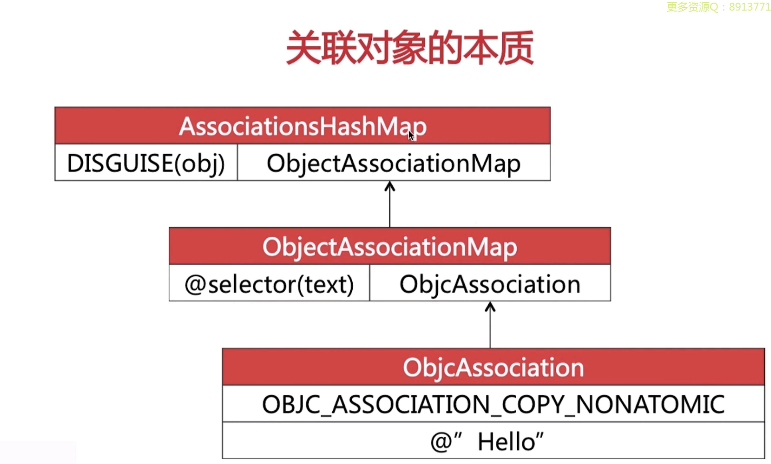 更多资源Q：8913771
关联对象的本质
AssociationsHashMap
DISGUISE(obj) ObjectAssociationMap
ObjectAssociationMap
@selector(text) ObjcAssociation
ObjcAssociation
OBJC_ASSOCIATION_COPY_NONATOMIC
@” Hello”